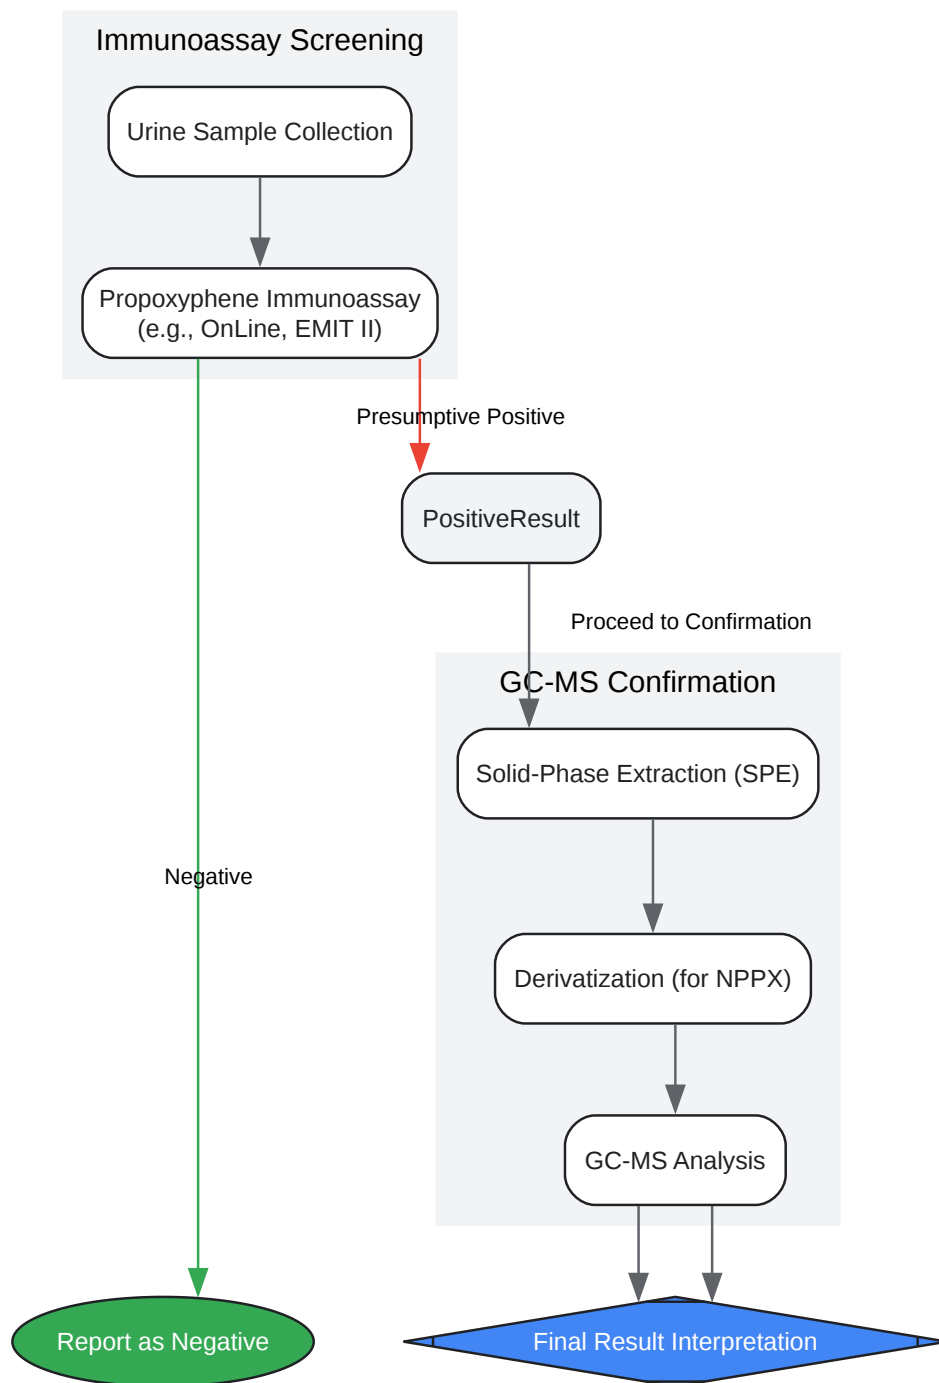 Immunoassay Screening
Urine Sample Collection
Propoxyphene Immunoassay
(e.g., OnLine, EMIT II)
Presumptive Positive
PositiveResult
Proceed to Confirmation
GC-MS Confirmation
Solid-Phase Extraction (SPE)
Negative
Derivatization (for NPPX)
GC-MS Analysis
Report as Negative
Final Result Interpretation